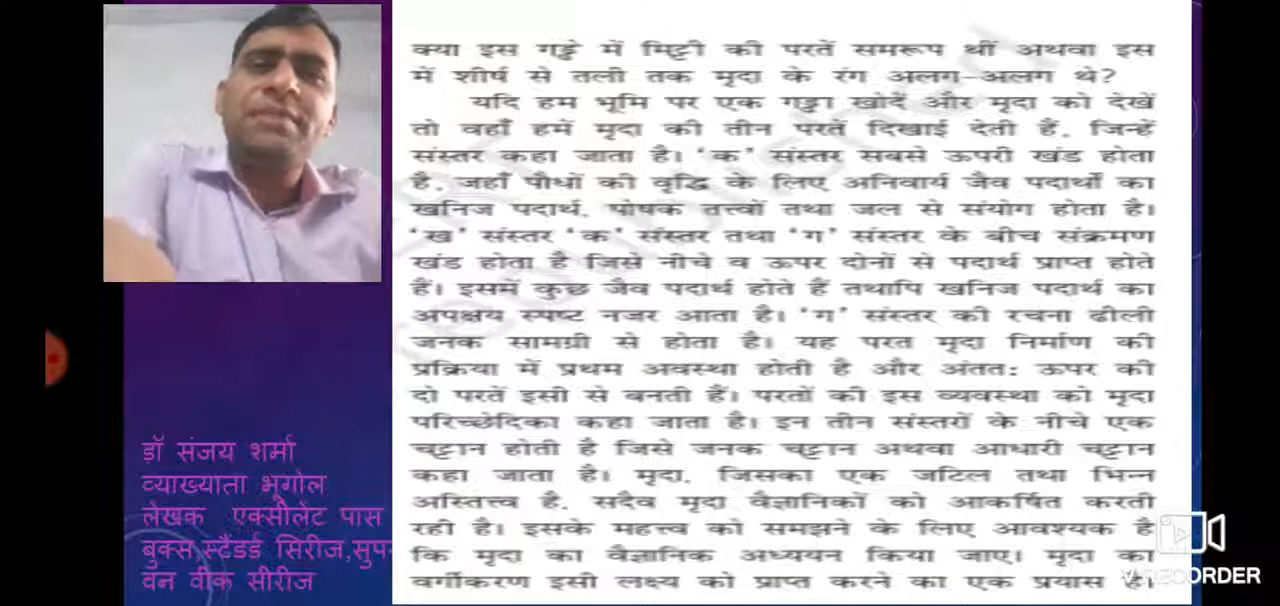 क्या इस गड्ढे में मिट्टी की परतें समरूप थीं अथवा इस
में शीर्ष से तली तक मृदा के रंग अलग-अलग थे?
यदि हम भूमि पर एक गड्ढा खोदें और मृदा को देखें
तो वहाँ हमें मृदा की तीन परतें दिखाई देती हैं, जिन्हें
संस्तर कहा जाता है। 'क' संस्तर सबसे ऊपरी खंड होता
है, जहाँ पौधों की वृद्धि के लिए अनिवार्य जैव पदार्थों का
खनिज पदार्थ, पोषक तत्त्वों तथा जल से संयोग होता है।
'ख' संस्तर 'क' संस्तर तथा 'ग' संस्तर के बीच संक्रमण
खंड होता है जिसे नीचे व ऊपर दोनों से पदार्थ प्राप्त होते
हैं। इसमें कुछ जैव पदार्थ होते हैं तथापि खनिज पदार्थ का
अपक्षय स्पष्ट नजर आता है। 'ग' संस्तर की रचना ढीली
जनक सामग्री से होता है। यह परत मृदा निर्माण की
प्रक्रिया में प्रथम अवस्था होती है और अंततः ऊपर की
दो परतें इसी से बनती हैं। परतों की इस व्यवस्था को मृदा
परिच्छेदिका कहा जाता है। इन तीन संस्तरों के नीचे एक
चट्टान होती है जिसे जनक चट्टान अथवा आधारी चट्टान
कहा जाता है। मृदा, जिसका एक जटिल तथा भिन्न
अस्तित्त्व है, सदैव मृदा वैज्ञानिकों को आकर्षित करती
रही है। इसके महत्त्व को समझने के लिए आवश्यक है
कि मृदा का वैज्ञानिक अध्ययन किया जाए। मृदा का
वर्गीकरण इसी लक्ष्य को प्राप्त करने का एक प्रयास है।
ड़ॉ संजय शर्मा
व्याख्याता भूगोल
लेखक एक्सीलेंट पास
बुक्स,स्टैंडर्ड सिरीज,सुपर
वन वीक सीरीज
V RECORDER